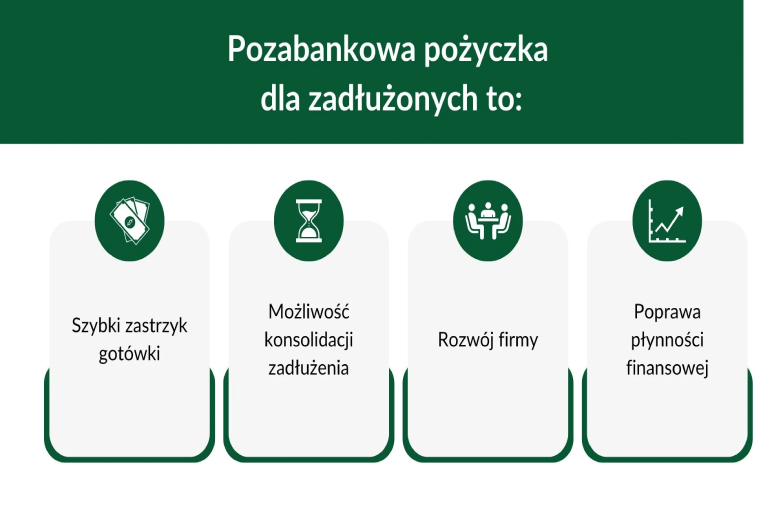 Pozabankowa pożyczka
dla zadłużonych to:
Szybki zastrzyk
gotówki
Możliwość
konsolidacji
zadłużenia
Rozwój firmy
Poprawa
płynności
finansowej